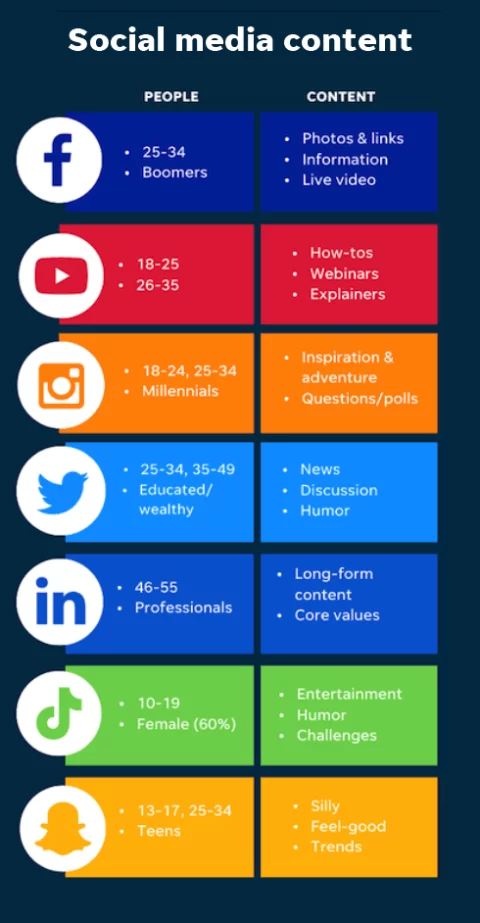 Social media content
PEOPLE
CONTENT
• 25-34
• Boomers
• Photos & links
• Information
• Live video
• 18-25
• 26-35
• How-tos
• Webinars
• Explainers
• 18-24, 25-34
• Millennials
• Inspiration &
adventure
• Questions/polls
• 25-34, 35-49
• Educated/
wealthy
• News
• Discussion
• Humor
in
• 46-55
• Professionals
• Long-form
content
• Core values
• 10-19
• Female (60%)
• Entertainment
• Humor
• Challenges
• 13-17, 25-34
• Teens
• Silly
• Feel-good
• Trends